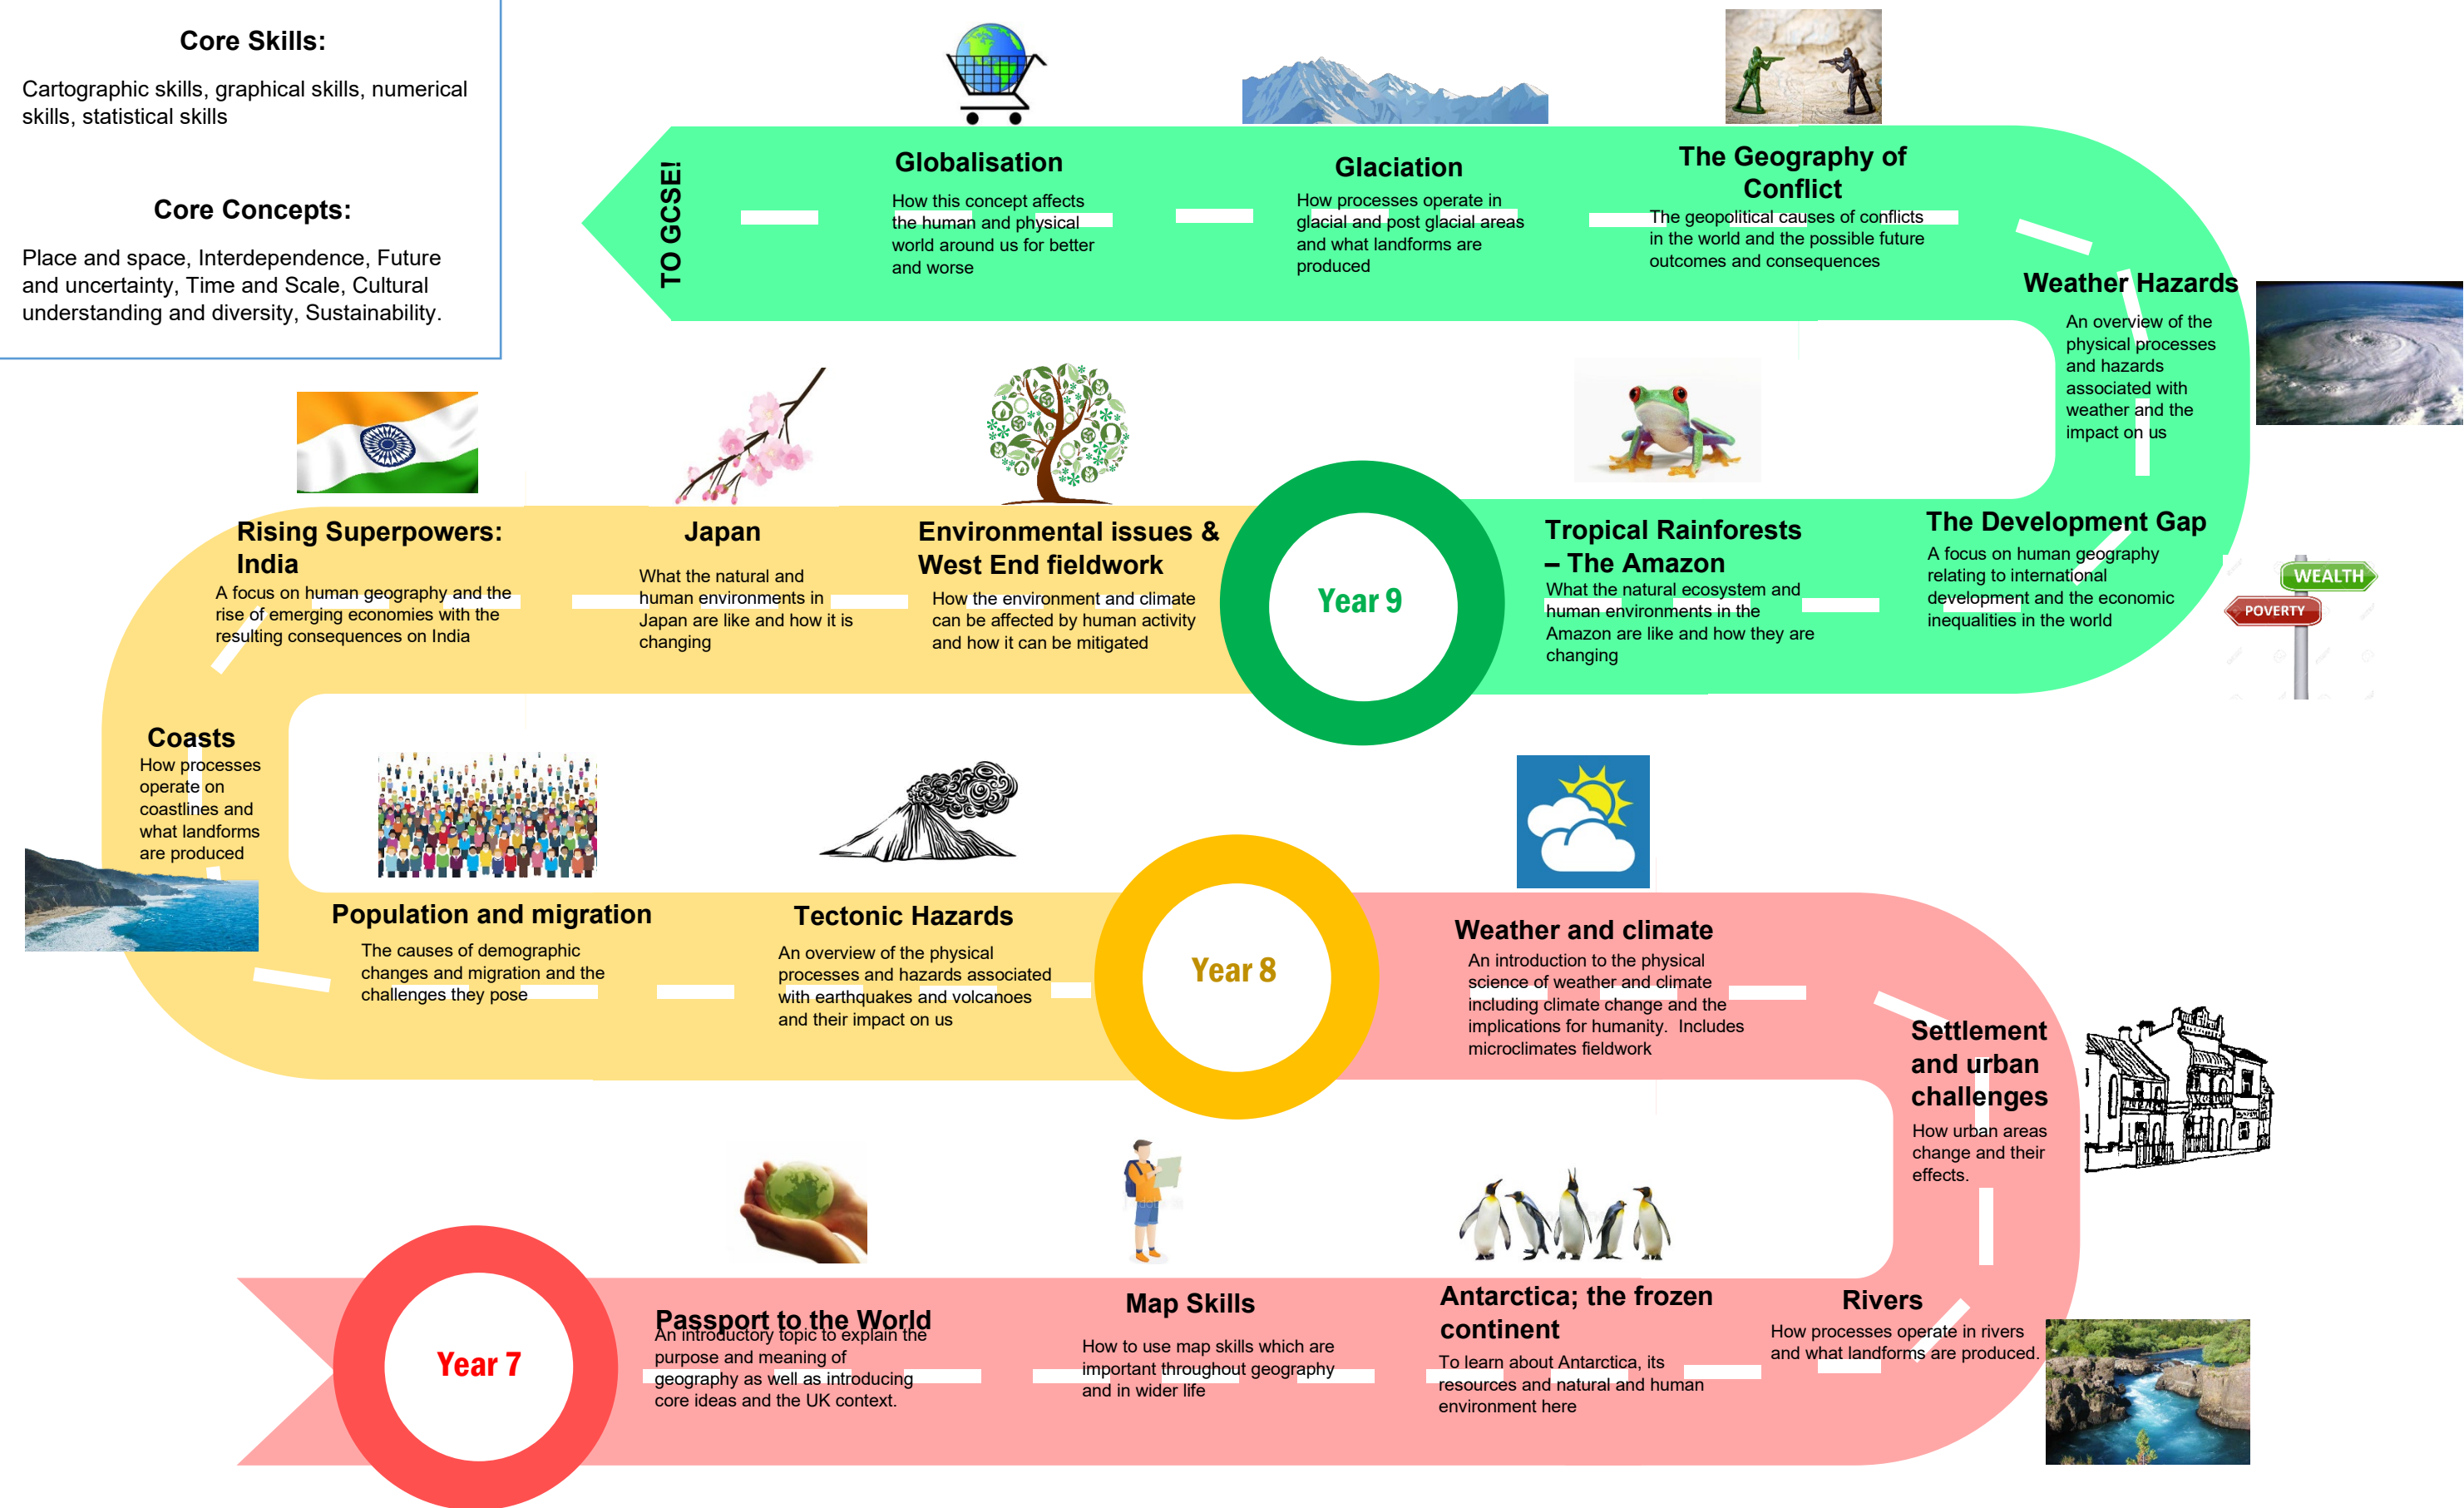 Core Skills:
Cartographic skills, graphical skills, numerical
skills, statistical skills
Core Concepts:
Place and space, Interdependence, Future
and uncertainty, Time and Scale, Cultural
understanding and diversity, Sustainability.
TO GCSE!
Globalisation
How this concept affects
the human and physical
world around us for better
and worse
Glaciation
How processes operate in
glacial and post glacial areas
and what landforms are
produced
The Geography of
Conflict
The geopolitical causes of conflicts
in the world and the possible future
outcomes and consequences
Weather Hazards
An overview of the
physical processes
and hazards
associated with
weather and the
impact on us
Rising Superpowers:
India
A focus on human geography and the
rise of emerging economies with the
resulting consequences on India
Japan
What the natural and
human environments in
Japan are like and how it is
changing
Environmental issues &
West End fieldwork
How the environment and climate
can be affected by human activity
and how it can be mitigated
Year 9
Tropical Rainforests
– The Amazon
What the natural ecosystem and
human environments in the
Amazon are like and how they are
changing
The Development Gap
A focus on human geography
relating to international
development and the economic
inequalities in the world
WEALTH
POVERTY
Coasts
How processes
operate on
coastlines and
what landforms
are produced
Population and migration
The causes of demographic
changes and migration and the
challenges they pose
Tectonic Hazards
An overview of the physical
processes and hazards associated
with earthquakes and volcanoes
and their impact on us
Year 8
Weather and climate
An introduction to the physical
science of weather and climate
including climate change and the
implications for humanity. Includes
microclimates fieldwork
Settlement
and urban
challenges
How urban areas
change and their
effects.
Year 7
Passport to the World
An introductory topic to explain the
purpose and meaning of
geography as well as introducing
core ideas and the UK context.
Map Skills
How to use map skills which are
important throughout geography
and in wider life
Antarctica; the frozen
continent
To learn about Antarctica, its
resources and natural and human
environment here
Rivers
How processes operate in rivers
and what landforms are produced.